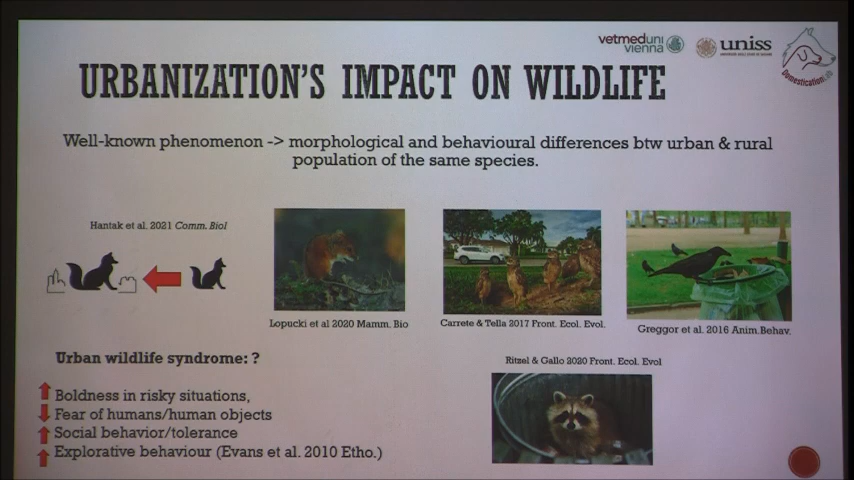 vetmeduni
vienna
uniss
Domestication
URBANIZATION'S IMPACT ON WILDLIFE
Well-known phenomenon -> morphological and behavioural differences btw urban & rural
population of the same species.
Hantak et al. 2021 Comm. Biol
Lopucki et al 2020 Mamm. Bio
Carrete & Tella 2017 Front. Ecol. Evol.
Greggor et al. 2016 Anim.Behav.
Urban wildlife syndrome: ?
Boldness in risky situations,
Fear of humans/human objects
Social behavior/tolerance
Explorative behaviour (Evans et al. 2010 Etho.)
Ritzel & Gallo 2020 Front. Ecol. Evol